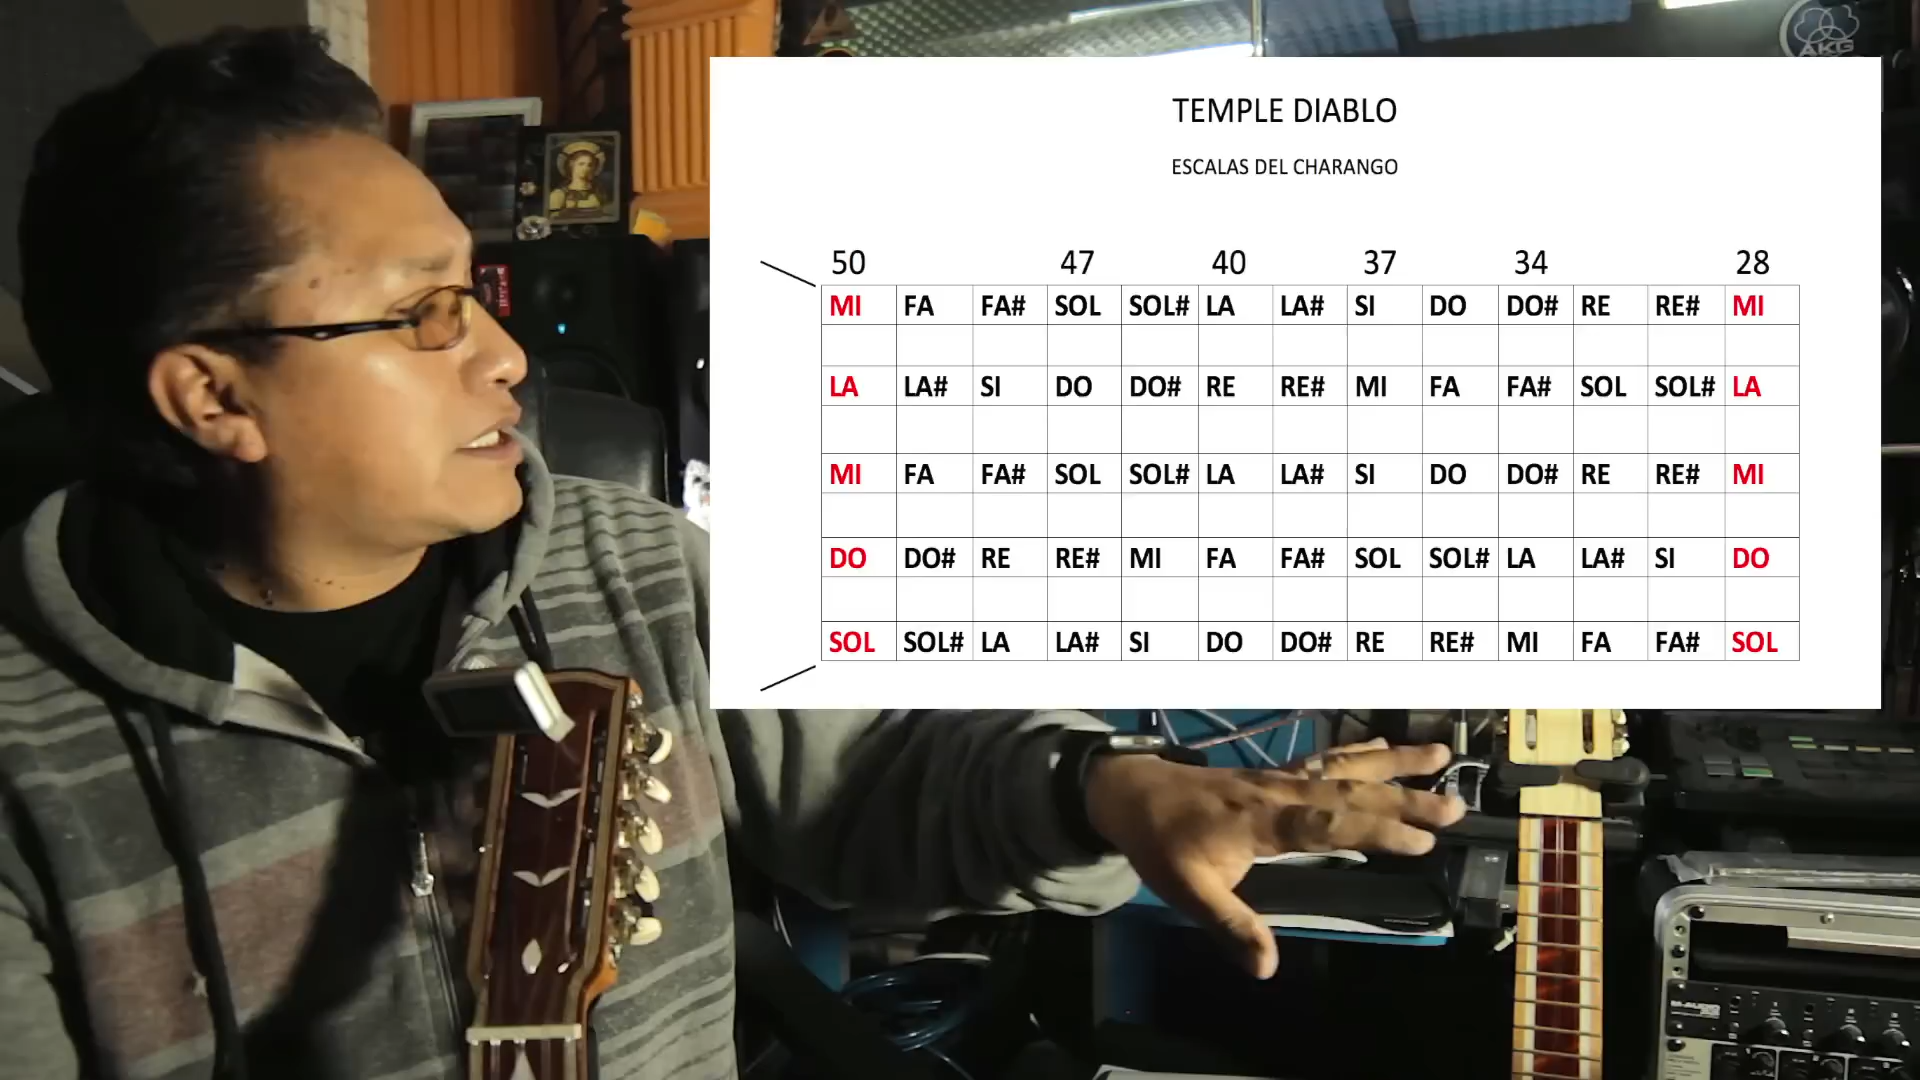 AKG
TEMPLE DIABLO
ESCALAS DEL CHARANGO
50 47 40 37 34 28
MI FA FA# SOL SOL# LA LA# SI DO DO# RE RE# MI
LA LA# SI DO DO# RE RE# MI FA FA# SOL SOL# LA
MI FA FA# SOL SOL# LA LA# SI DO DO# RE RE# MI
DO DO# RE RE# MI FA FA# SOL SOL# LA LA# SI DO
SOL SOL# LA LA# SI DO DO# RE RE# MI FA FA# SOL
M-AUDIO